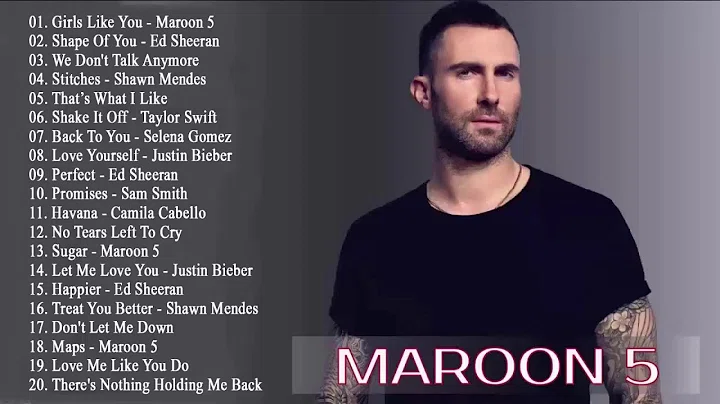 01. Girls Like You - Maroon 5
02. Shape Of You - Ed Sheeran
03. We Don't Talk Anymore
04. Stitches - Shawn Mendes
05. That’s What I Like
06. Shake It Off - Taylor Swift
07. Back To You - Selena Gomez
08. Love Yourself - Justin Bieber
09. Perfect - Ed Sheeran
10. Promises - Sam Smith
11. Havana - Camila Cabello
12. No Tears Left To Cry
13. Sugar - Maroon 5
14. Let Me Love You - Justin Bieber
15. Happier - Ed Sheeran
16. Treat You Better - Shawn Mendes
17. Don't Let Me Down
18. Maps - Maroon 5
19. Love Me Like You Do
20. There's Nothing Holding Me Back
MAROON 5